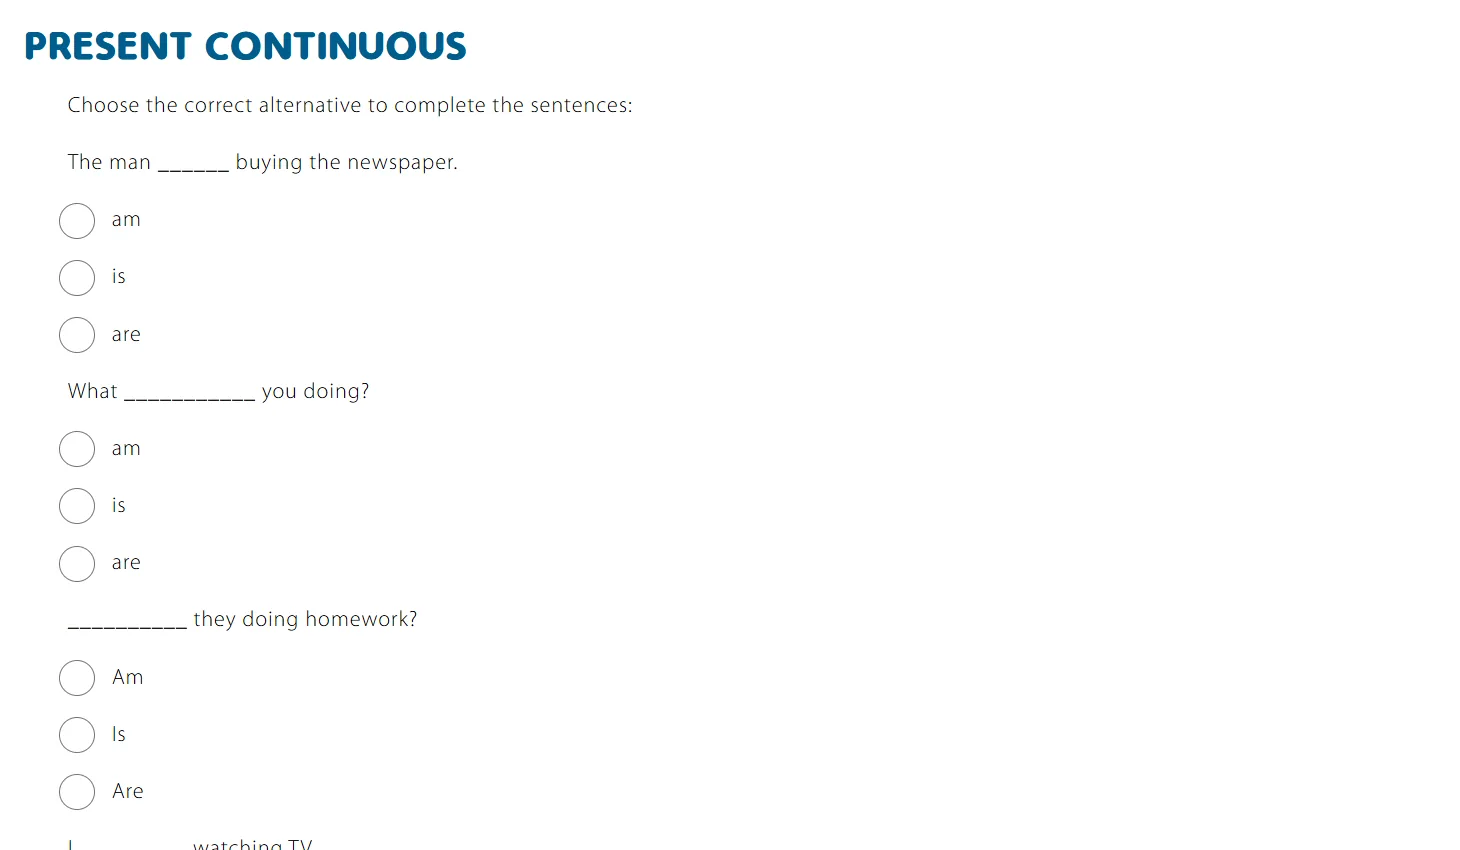 PRESENT CONTINUOUS
Choose the correct alternative to complete the sentences:
The man ______ buying the newspaper.
am
is
are
What ___________ you doing?
am
is
are
__________ they doing homework?
Am
Is
Are
I __________ watching TV